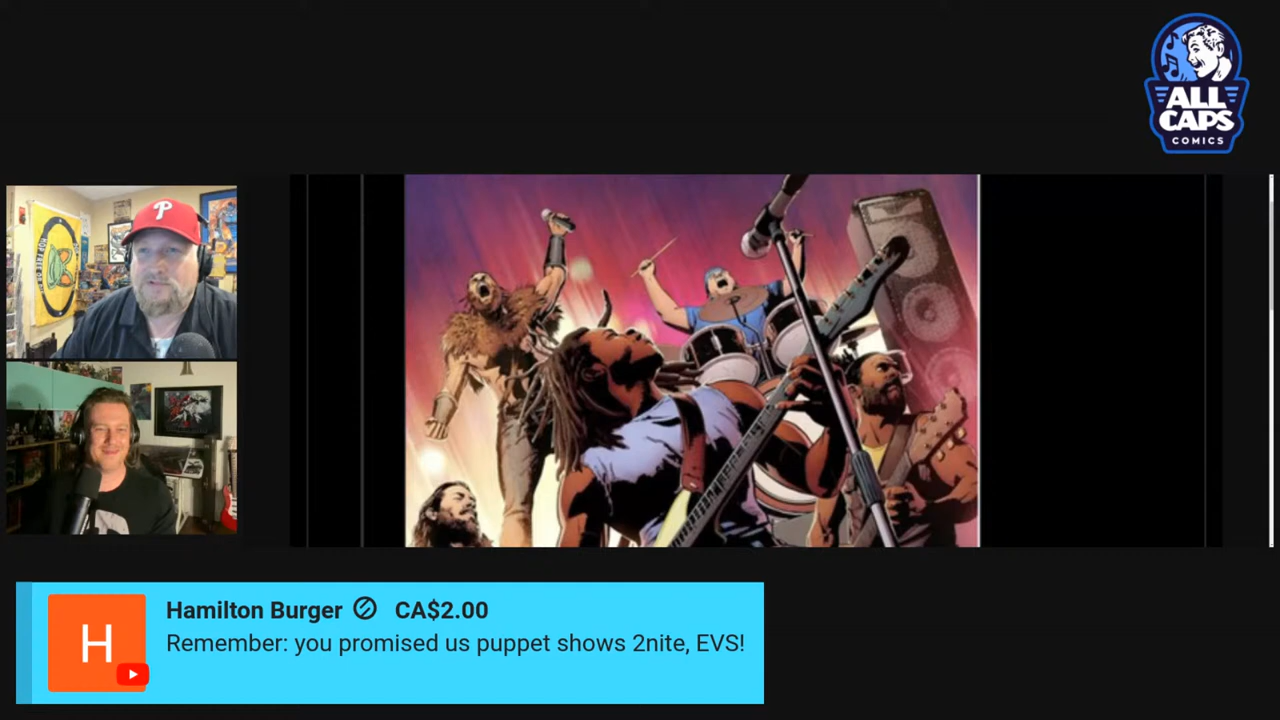 ALL
CAPS
COMICS
P
H
Hamilton Burger CA$2.00
Remember: you promised us puppet shows 2nite, EVS!